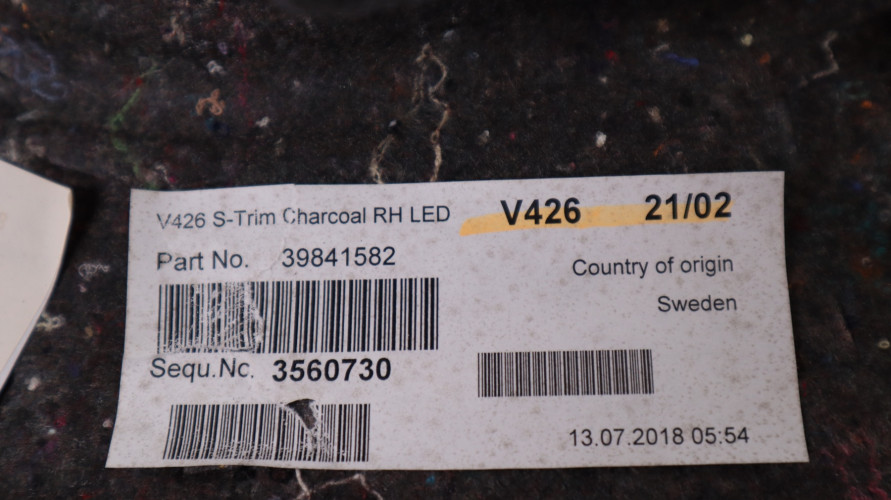 V426 S-Trim Charcoal RH LED
V426 21/02
Part No. 39841582
Country of origin
Sweden
Sequ.No. 3560730
13.07.2018 05:54